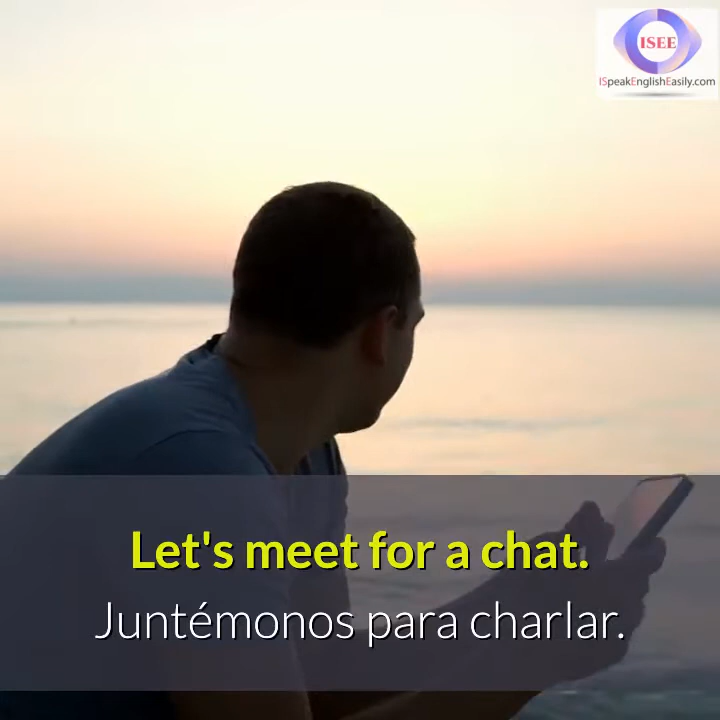 ISEE
ISpeakEnglishEasily.com
Let's meet for a chat.
Juntémonos para charlar.